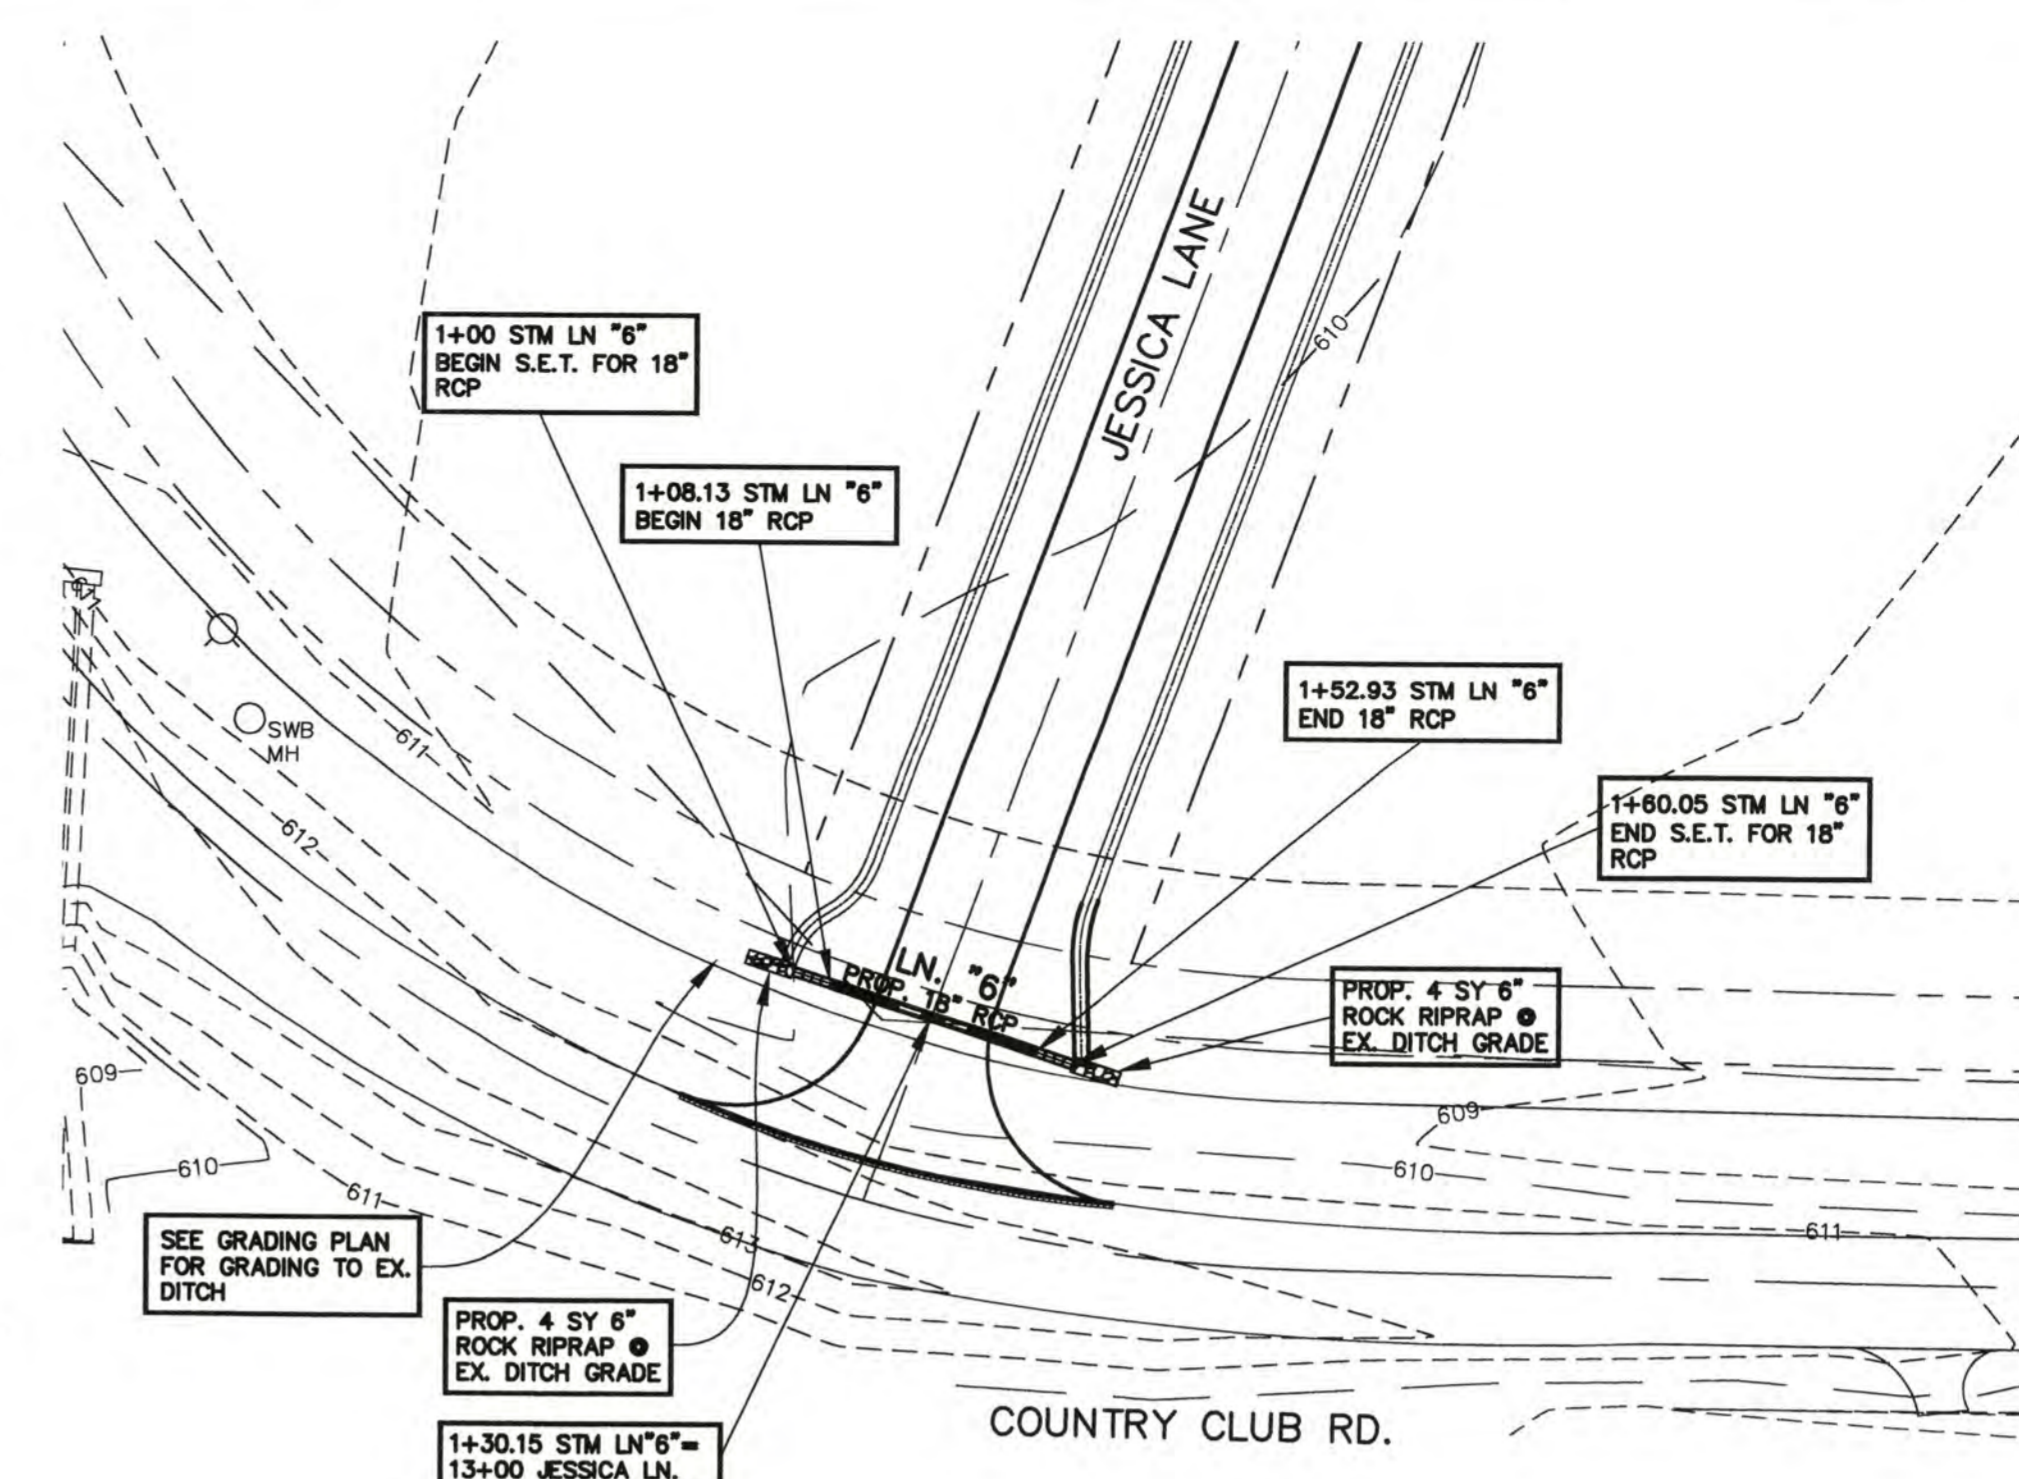 1+00 STM LN "6"
BEGIN S.E.T. FOR 18"
RCP
1+08.13 STM LN "6"
BEGIN 18" RCP
JESSICA LANE
610
1+52.93 STM LN "6"
END 18" RCP
1+60.05 STM LN "6"
END S.E.T. FOR 18"
RCP
SWB
MH
611
612
LN. "6"
PROP. 18" RCP
PROP. 4 SY 6"
ROCK RIPRAP @
EX. DITCH GRADE
609
609
610
610
611
611
613
612
SEE GRADING PLAN
FOR GRADING TO EX.
DITCH
PROP. 4 SY 6"
ROCK RIPRAP @
EX. DITCH GRADE
1+30.15 STM LN"6"=
13+00 JESSICA LN.
COUNTRY CLUB RD.